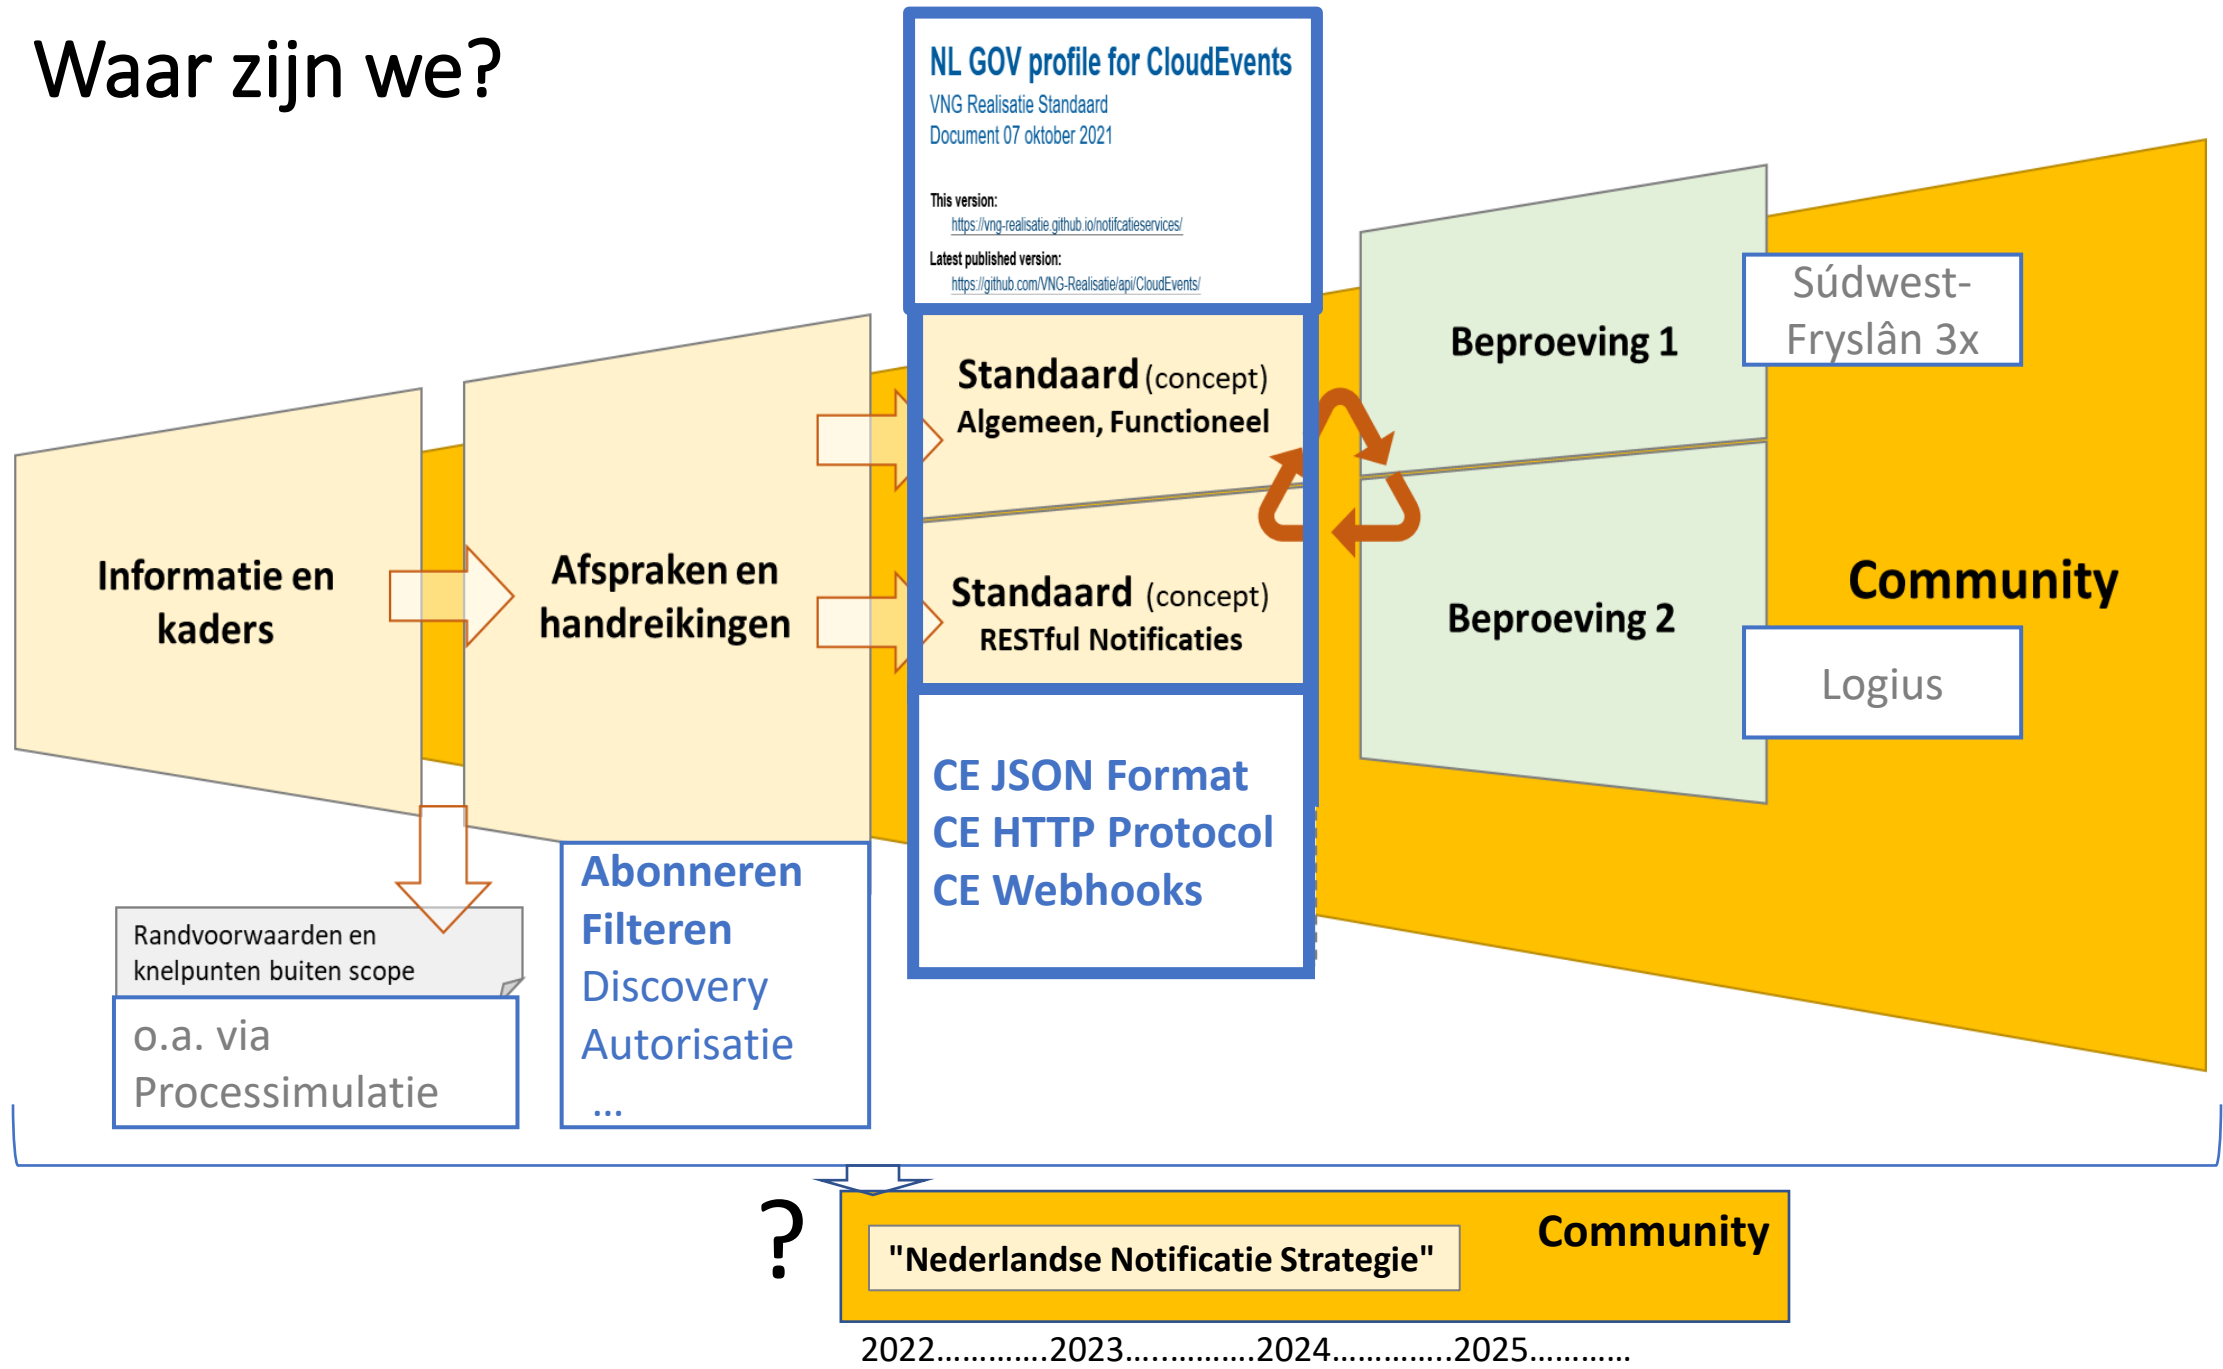 Waar zijn we?
NL GOV profile for CloudEvents
VNG Realisatie Standaard
Document 07 oktober 2021
This version:
https://vng-realisatie.github.io/notifcatieservices/
Latest published version:
https://github.com/VNG-Realisatie/api/CloudEvents/
Informatie en
kaders
Afspraken en
handreikingen
Standaard (concept)
Algemeen, Functioneel
Standaard (concept)
RESTful Notificaties
CE JSON Format
CE HTTP Protocol
CE Webhooks
Beproeving 1
Súdwest-
Fryslân 3x
Beproeving 2
Logius
Community
Randvoorwaarden en
knelpunten buiten scope
o.a. via
Processimulatie
Abonneren
Filteren
Discovery
Autorisatie
...
?
Community
"Nederlandse Notificatie Strategie"
2022.............2023...............2024..............2025............